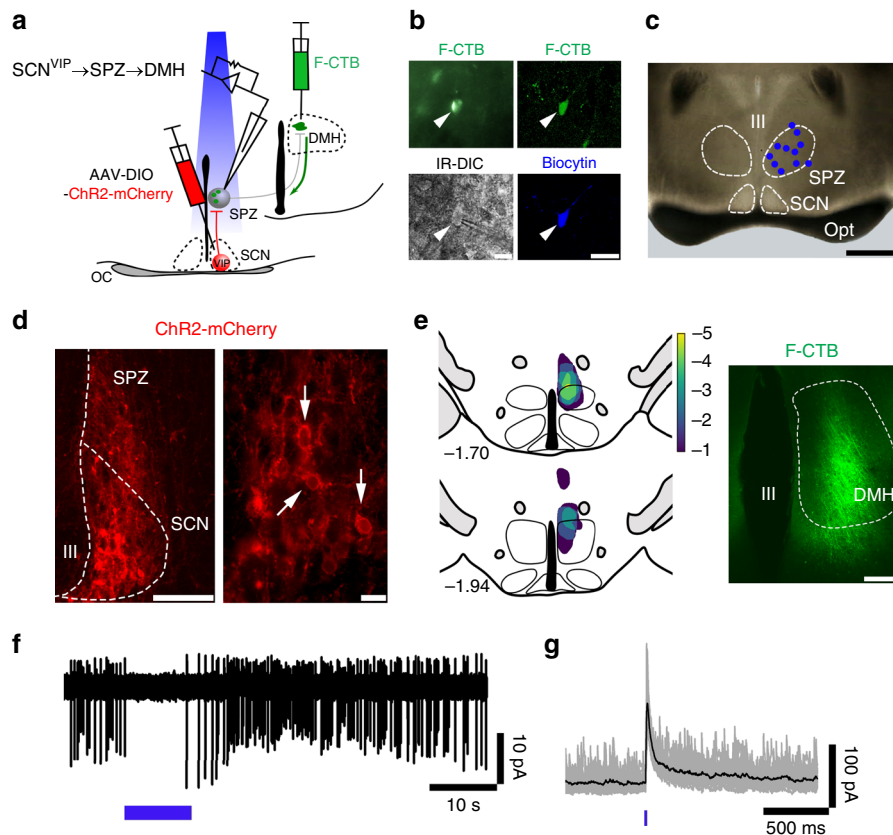 a
SCN^VIP→SPZ→DMH
F-CTB
DMH
AAV-DIO
-ChR2-mCherry
SPZ
SCN
VIP
OC
b
F-CTB
F-CTB
IR-DIC
Biocytin
c
III
SPZ
SCN
Opt
d
ChR2-mCherry
SPZ
SCN
III
e
–5
–4
–3
–2
–1
–1.70
–1.94
F-CTB
III
DMH
f
10 pA
10 s
g
100 pA
500 ms